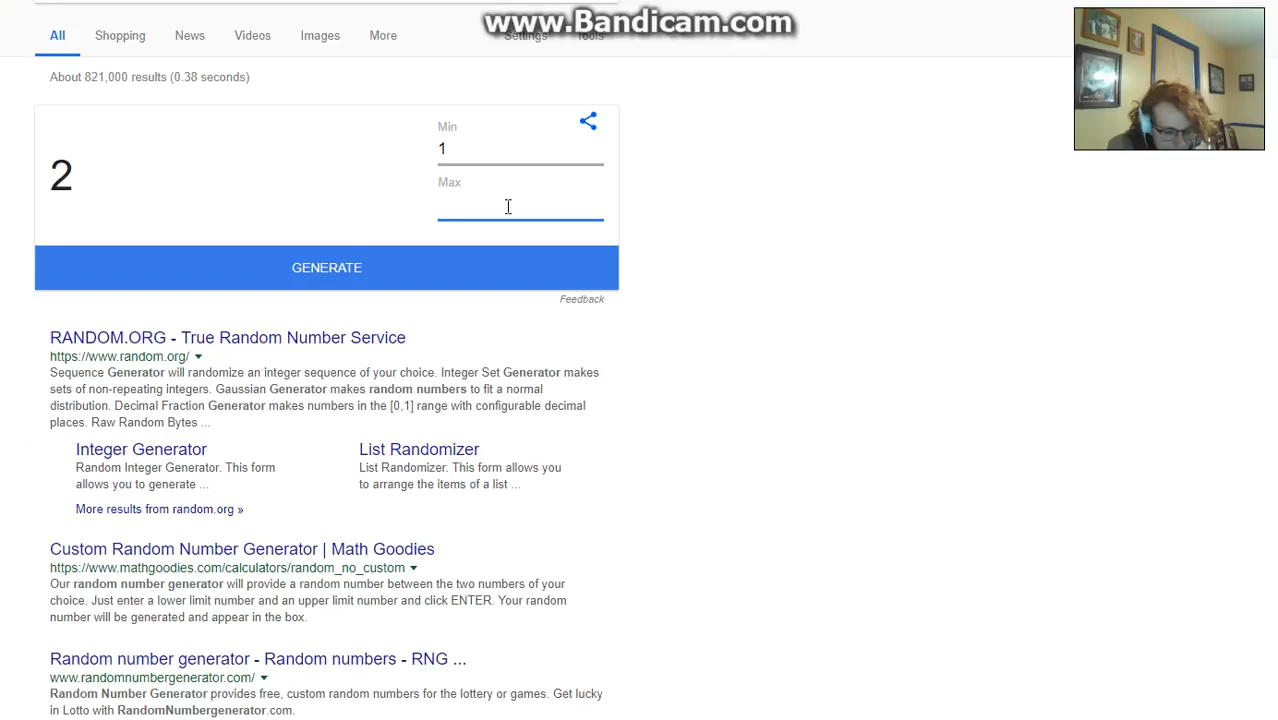 www.Bandicam.com
All Shopping News Videos Images More Settings Tools
About 821,000 results (0.38 seconds)
Min
1
2
Max
GENERATE
Feedback
RANDOM.ORG - True Random Number Service
https://www.random.org/
Sequence Generator will randomize an integer sequence of your choice. Integer Set Generator makes
sets of non-repeating integers. Gaussian Generator makes random numbers to fit a normal
distribution. Decimal Fraction Generator makes numbers in the [0,1] range with configurable decimal
places. Raw Random Bytes ...
Integer Generator
Random Integer Generator. This form
allows you to generate ...
List Randomizer
List Randomizer. This form allows you
to arrange the items of a list ...
More results from random.org »
Custom Random Number Generator | Math Goodies
https://www.mathgoodies.com/calculators/random_no_custom
Our random number generator will provide a random number between the two numbers of your
choice. Just enter a lower limit number and an upper limit number and click ENTER. Your random
number will be generated and appear in the box.
Random number generator - Random numbers - RNG ...
www.randomnumbergenerator.com/
Random Number Generator provides free, custom random numbers for the lottery or games. Get lucky
in Lotto with RandomNumbergenerator.com.